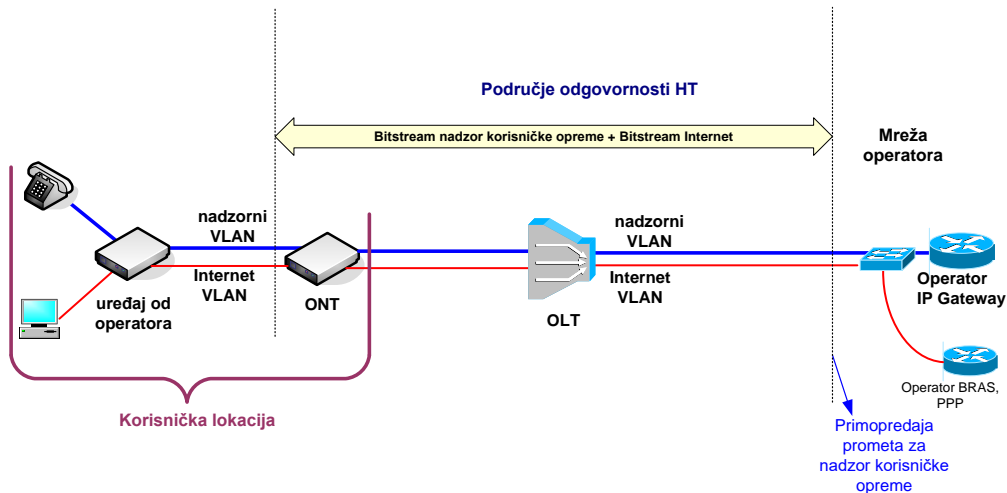 Područje odgovornosti HT
Bitstream nadzor korisničke opreme + Bitstream Internet
Mreža
operatora
nadzorni
VLAN
Internet
VLAN
uređaj od
operatora
ONT
OLT
nadzorni
VLAN
Internet
VLAN
Operator
IP Gateway
Operator BRAS,
PPP
Korisnička lokacija
Primopredaja
prometa za
nadzor korisničke
opreme